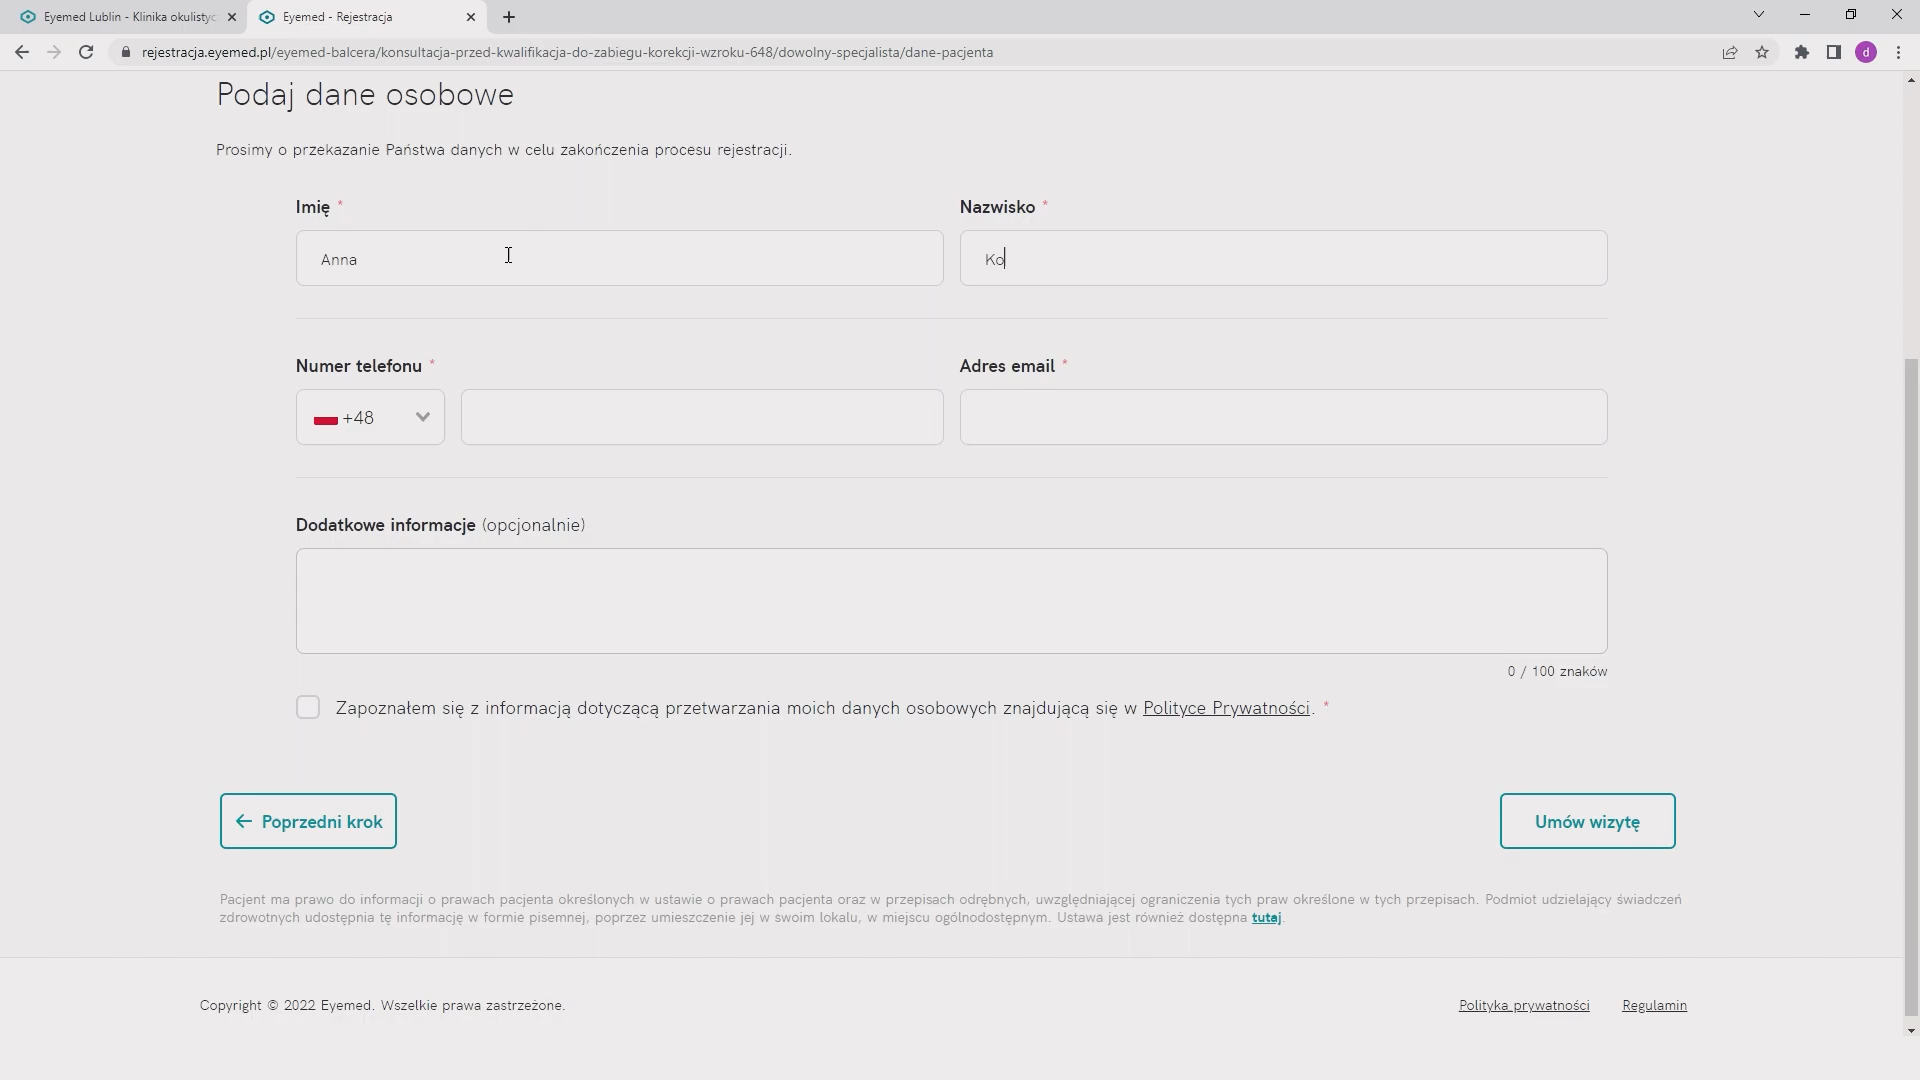 Eyemed Lublin - Klinika okulistyc
Eyemed - Rejestracja
rejestracja.eyemed.pl/eyemed-balcera/konsultacja-przed-kwalifikacja-do-zabiegu-korekcji-wzroku-648/dowolny-specjalista/dane-pacjenta
d
Podaj dane osobowe
Prosimy o przekazanie Państwa danych w celu zakończenia procesu rejestracji.
Imię *
Nazwisko *
Anna
Ko
Numer telefonu *
Adres email *
+48
Dodatkowe informacje (opcjonalnie)
0 / 100 znaków
Zapoznałem się z informacją dotyczącą przetwarzania moich danych osobowych znajdującą się w Polityce Prywatności. *
← Poprzedni krok
Umów wizytę
Pacjent ma prawo do informacji o prawach pacjenta określonych w ustawie o prawach pacjenta oraz w przepisach odrębnych, uwzględniającej ograniczenia tych praw określone w tych przepisach. Podmiot udzielający świadczeń
zdrowotnych udostępnia tę informację w formie pisemnej, poprzez umieszczenie jej w swoim lokalu, w miejscu ogólnodostępnym. Ustawa jest również dostępna tutaj.
Copyright © 2022 Eyemed. Wszelkie prawa zastrzeżone.
Polityka prywatności
Regulamin